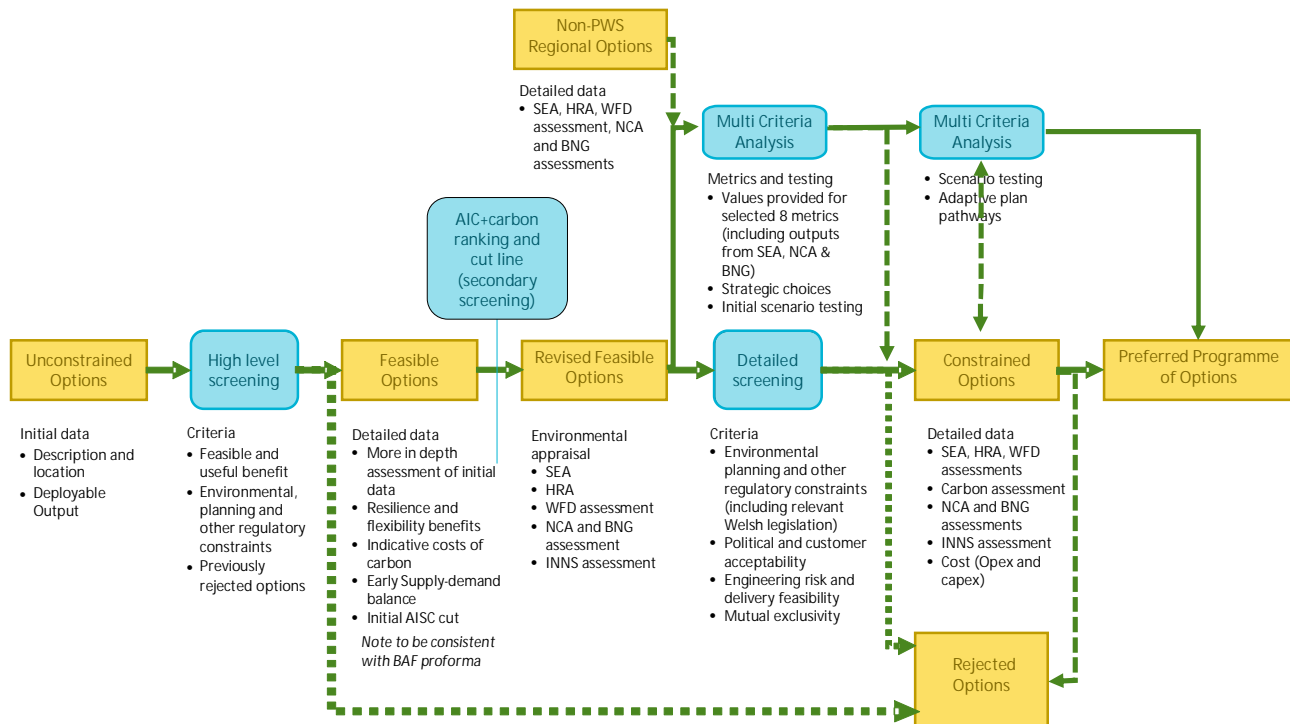 Non-PWS
Regional Options
Detailed data
• SEA, HRA, WFD
assessment, NCA
and BNG
assessments
Multi Criteria
Analysis
Metrics and testing
• Values provided for
selected 8 metrics
(including outputs
from SEA, NCA &
BNG)
• Strategic choices
• Initial scenario testing
Multi Criteria
Analysis
• Scenario testing
• Adaptive plan
pathways
AIC+carbon
ranking and
cut line
(secondary
screening)
Unconstrained
Options
Initial data
• Description and
location
• Deployable
Output
High level
screening
Criteria
• Feasible and
useful benefit
• Environmental,
planning and
other regulatory
constraints
• Previously
rejected options
Feasible
Options
Detailed data
• More in depth
assessment of initial
data
• Resilience and
flexibility benefits
• Indicative costs of
carbon
• Early Supply-demand
balance
• Initial AISC cut
Note to be consistent
with BAF proforma
Revised Feasible
Options
Environmental
appraisal
• SEA
• HRA
• WFD assessment
• NCA and BNG
assessment
• INNS assessment
Detailed
screening
Criteria
• Environmental
planning and other
regulatory constraints
(including relevant
Welsh legislation)
• Political and customer
acceptability
• Engineering risk and
delivery feasibility
• Mutual exclusivity
Constrained
Options
Detailed data
• SEA, HRA, WFD
assessments
• Carbon assessment
• NCA and BNG
assessments
• INNS assessment
• Cost (Opex and
capex)
Preferred Programme
of Options
Rejected
Options